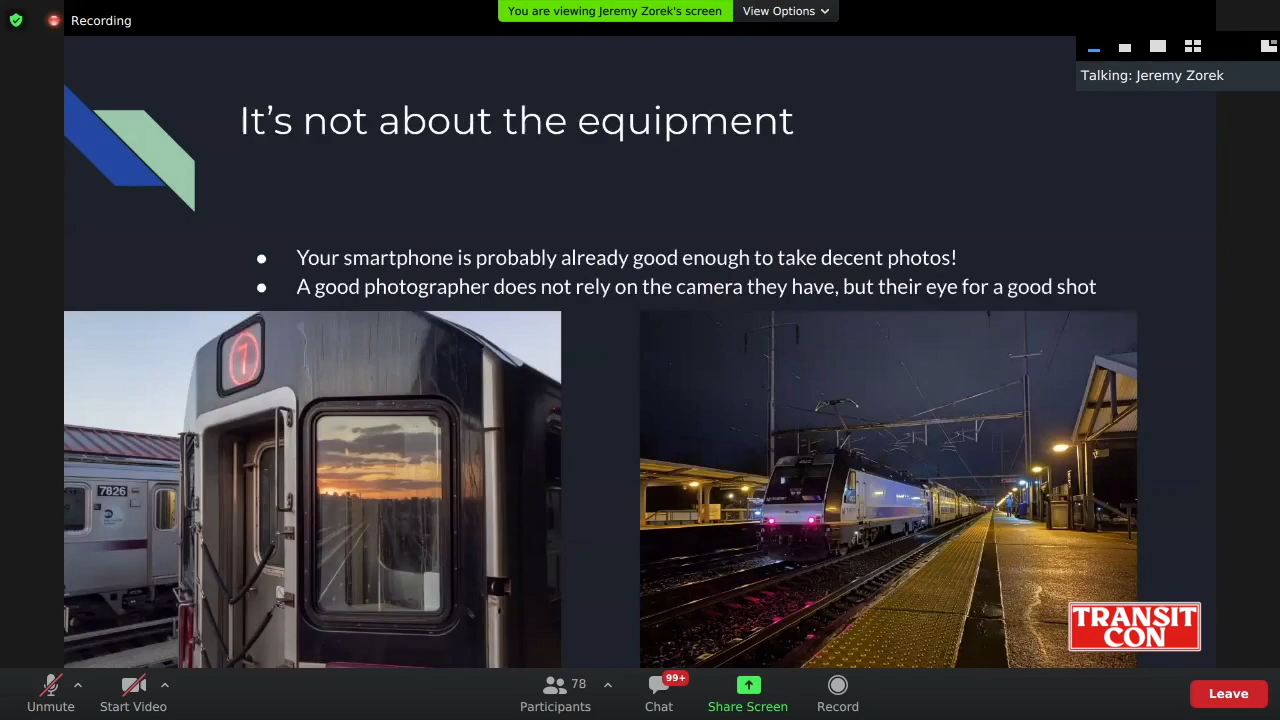 Recording
You are viewing Jeremy Zorek's screen
View Options
Talking: Jeremy Zorek
It's not about the equipment
● Your smartphone is probably already good enough to take decent photos!
● A good photographer does not rely on the camera they have, but their eye for a good shot
7
7826
TRANSIT
CON
Unmute
Start Video
78
Participants
99+
Chat
Share Screen
Record
Leave